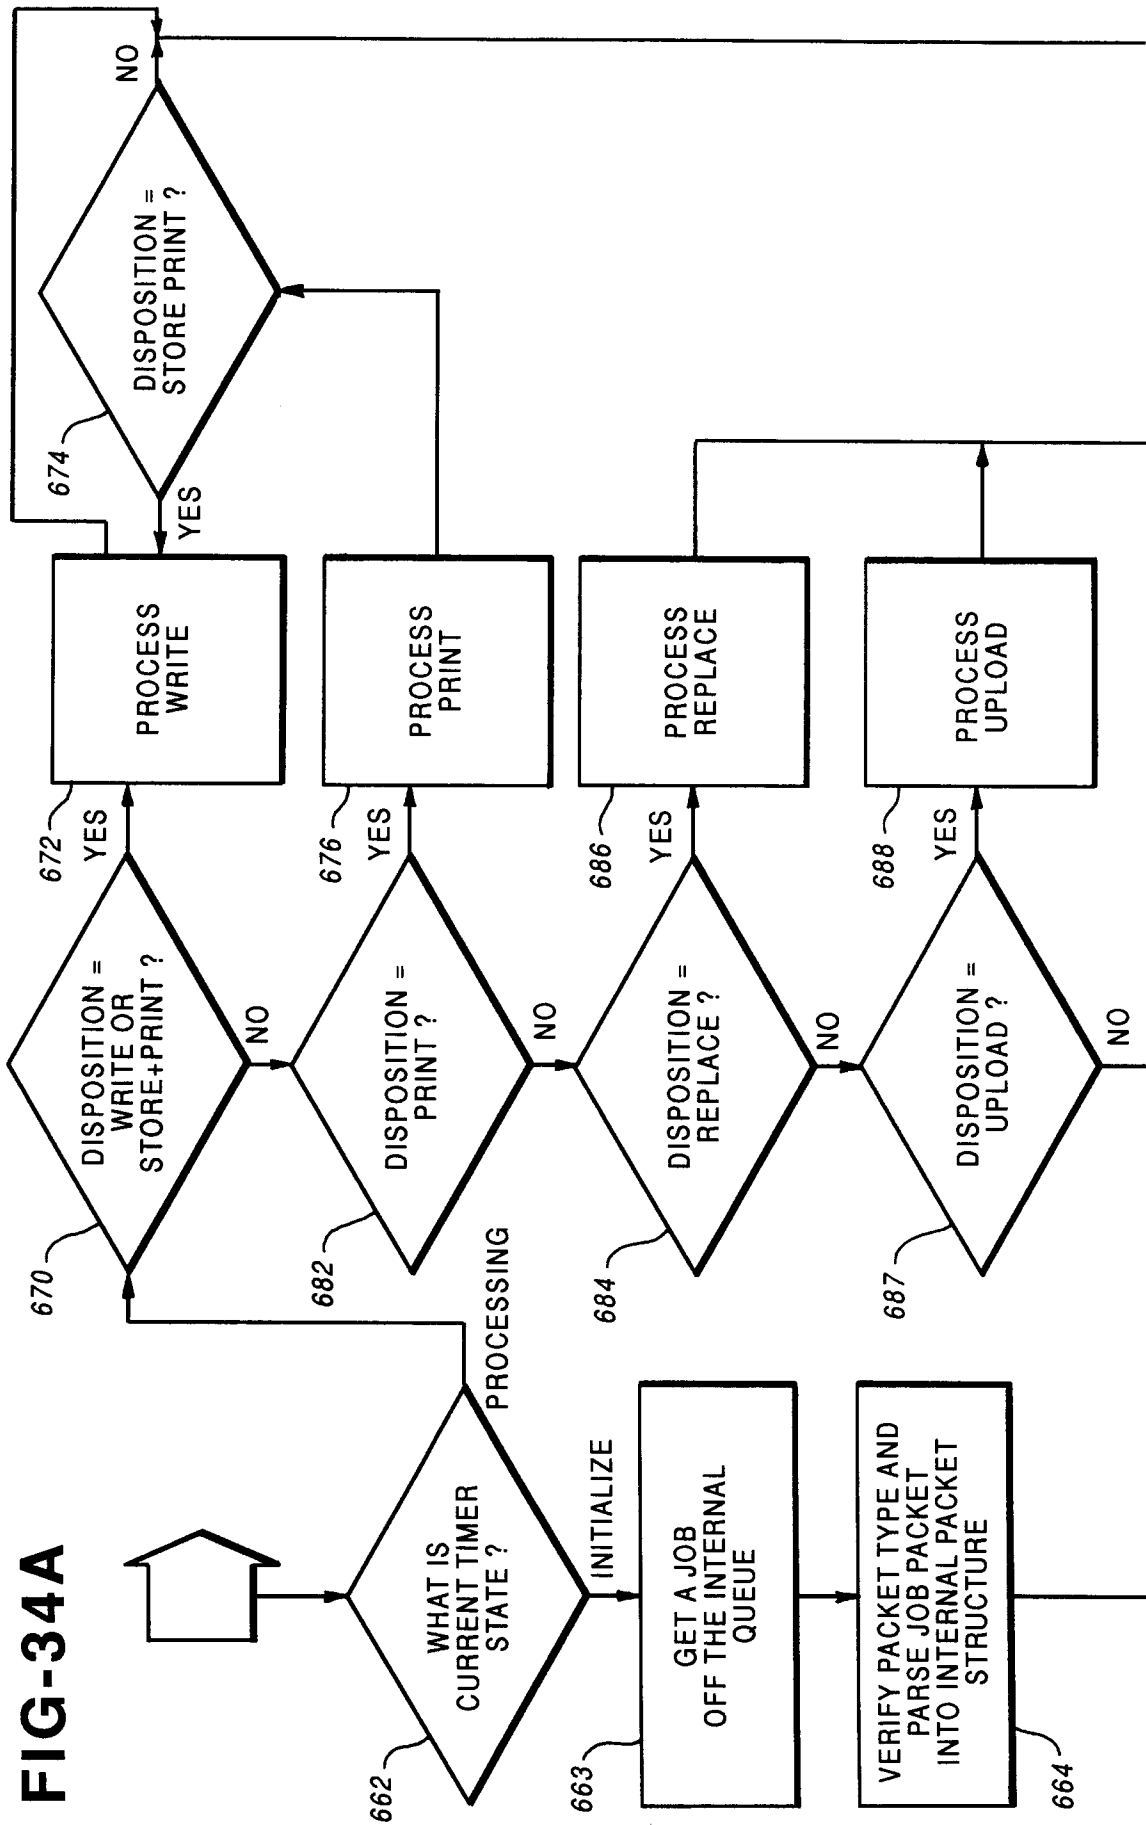 FIG-34A
662
WHAT IS
CURRENT TIMER
STATE ?
PROCESSING
INITIALIZE
663
GET A JOB
OFF THE INTERNAL
QUEUE
664
VERIFY PACKET TYPE AND
PARSE JOB PACKET
INTO INTERNAL PACKET
STRUCTURE
670
DISPOSITION =
WRITE OR
STORE+PRINT ?
YES
NO
672
PROCESS
WRITE
674
DISPOSITION =
STORE PRINT ?
YES
NO
682
DISPOSITION =
PRINT ?
YES
NO
676
PROCESS
PRINT
684
DISPOSITION =
REPLACE ?
YES
NO
686
PROCESS
REPLACE
687
DISPOSITION =
UPLOAD ?
YES
NO
688
PROCESS
UPLOAD